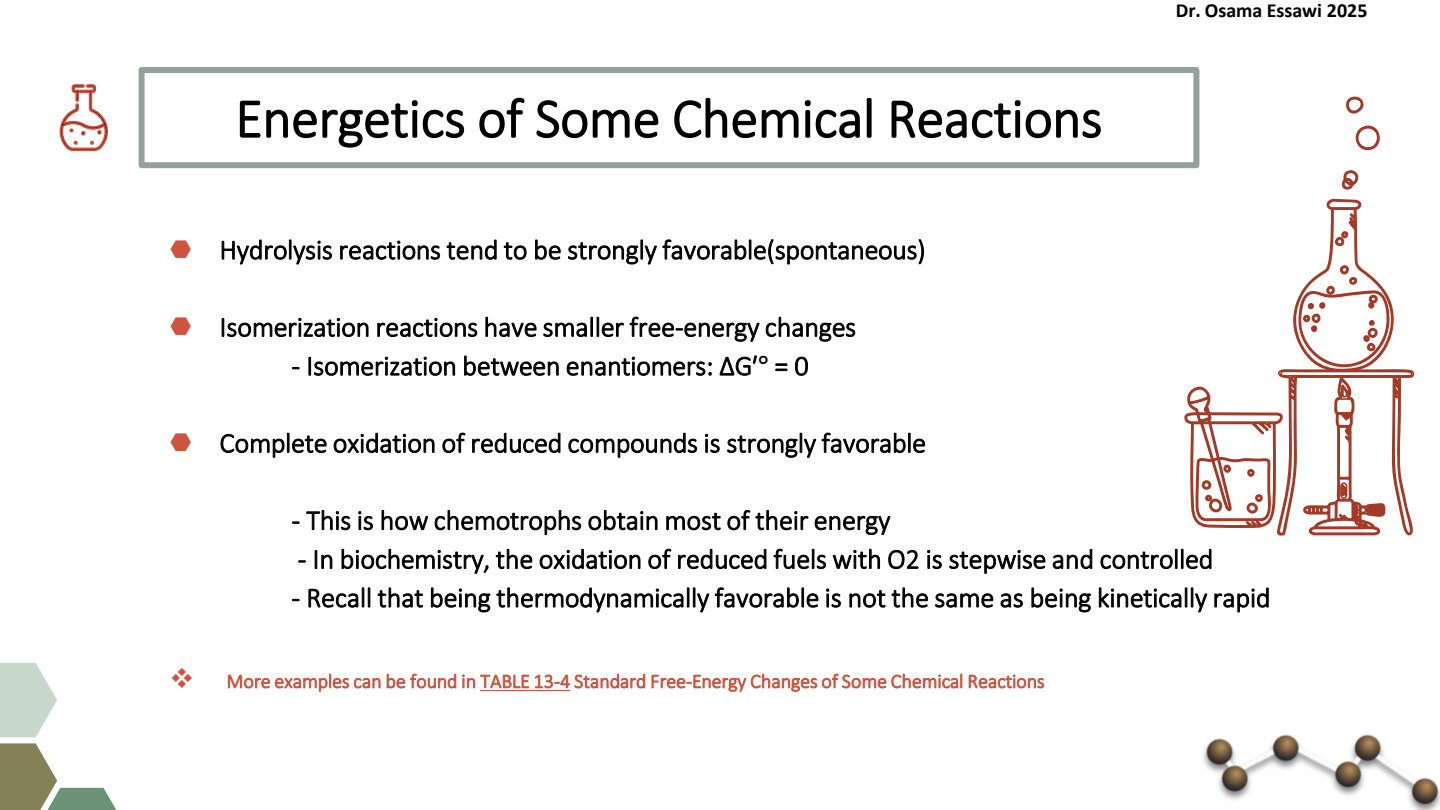 Dr. Osama Essawi 2025
Energetics of Some Chemical Reactions
Hydrolysis reactions tend to be strongly favorable(spontaneous)
Isomerization reactions have smaller free-energy changes
- Isomerization between enantiomers: ΔG′° = 0
Complete oxidation of reduced compounds is strongly favorable
- This is how chemotrophs obtain most of their energy
- In biochemistry, the oxidation of reduced fuels with O2 is stepwise and controlled
- Recall that being thermodynamically favorable is not the same as being kinetically rapid
More examples can be found in TABLE 13-4 Standard Free-Energy Changes of Some Chemical Reactions